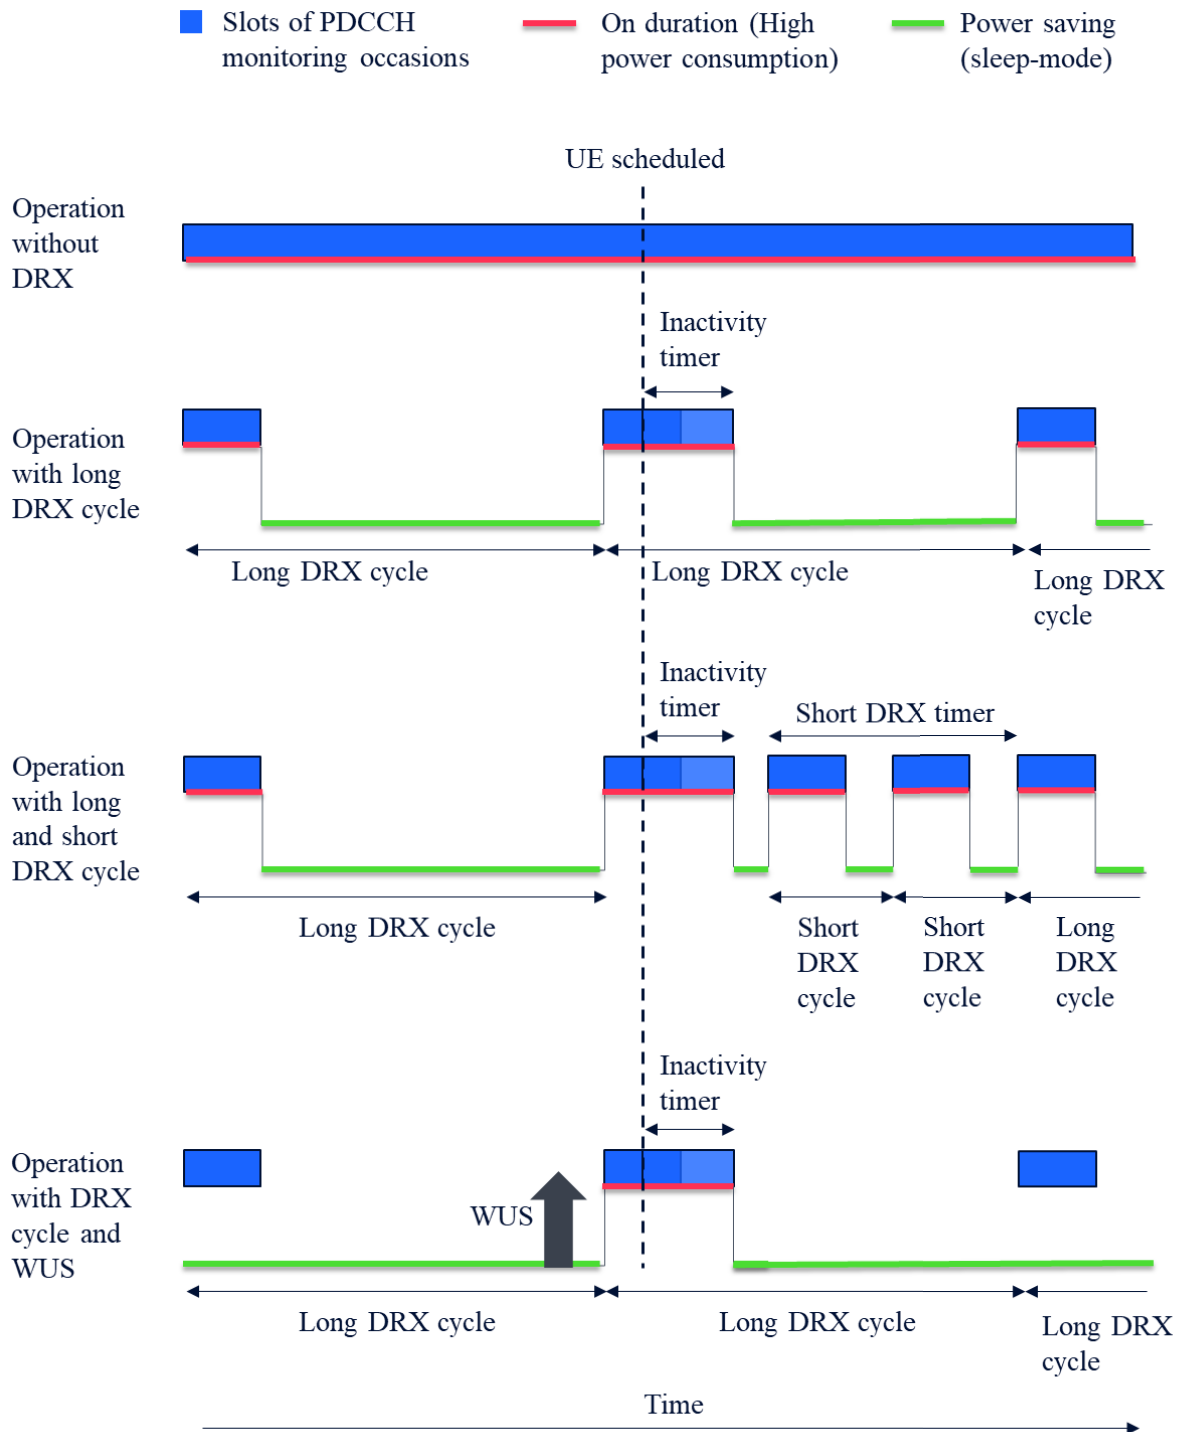 Slots of PDCCH
monitoring occasions
On duration (High
power consumption)
Power saving
(sleep-mode)
UE scheduled
Operation
without
DRX
Inactivity
timer
Operation
with long
DRX cycle
Long DRX cycle
Long DRX cycle
Long DRX
cycle
Inactivity
timer
Short DRX timer
Operation
with long
and short
DRX cycle
Long DRX cycle
Short
DRX
cycle
Short
DRX
cycle
Long
DRX
cycle
Inactivity
timer
Operation
with DRX
cycle and
WUS
WUS
Long DRX cycle
Long DRX cycle
Long DRX
cycle
Time